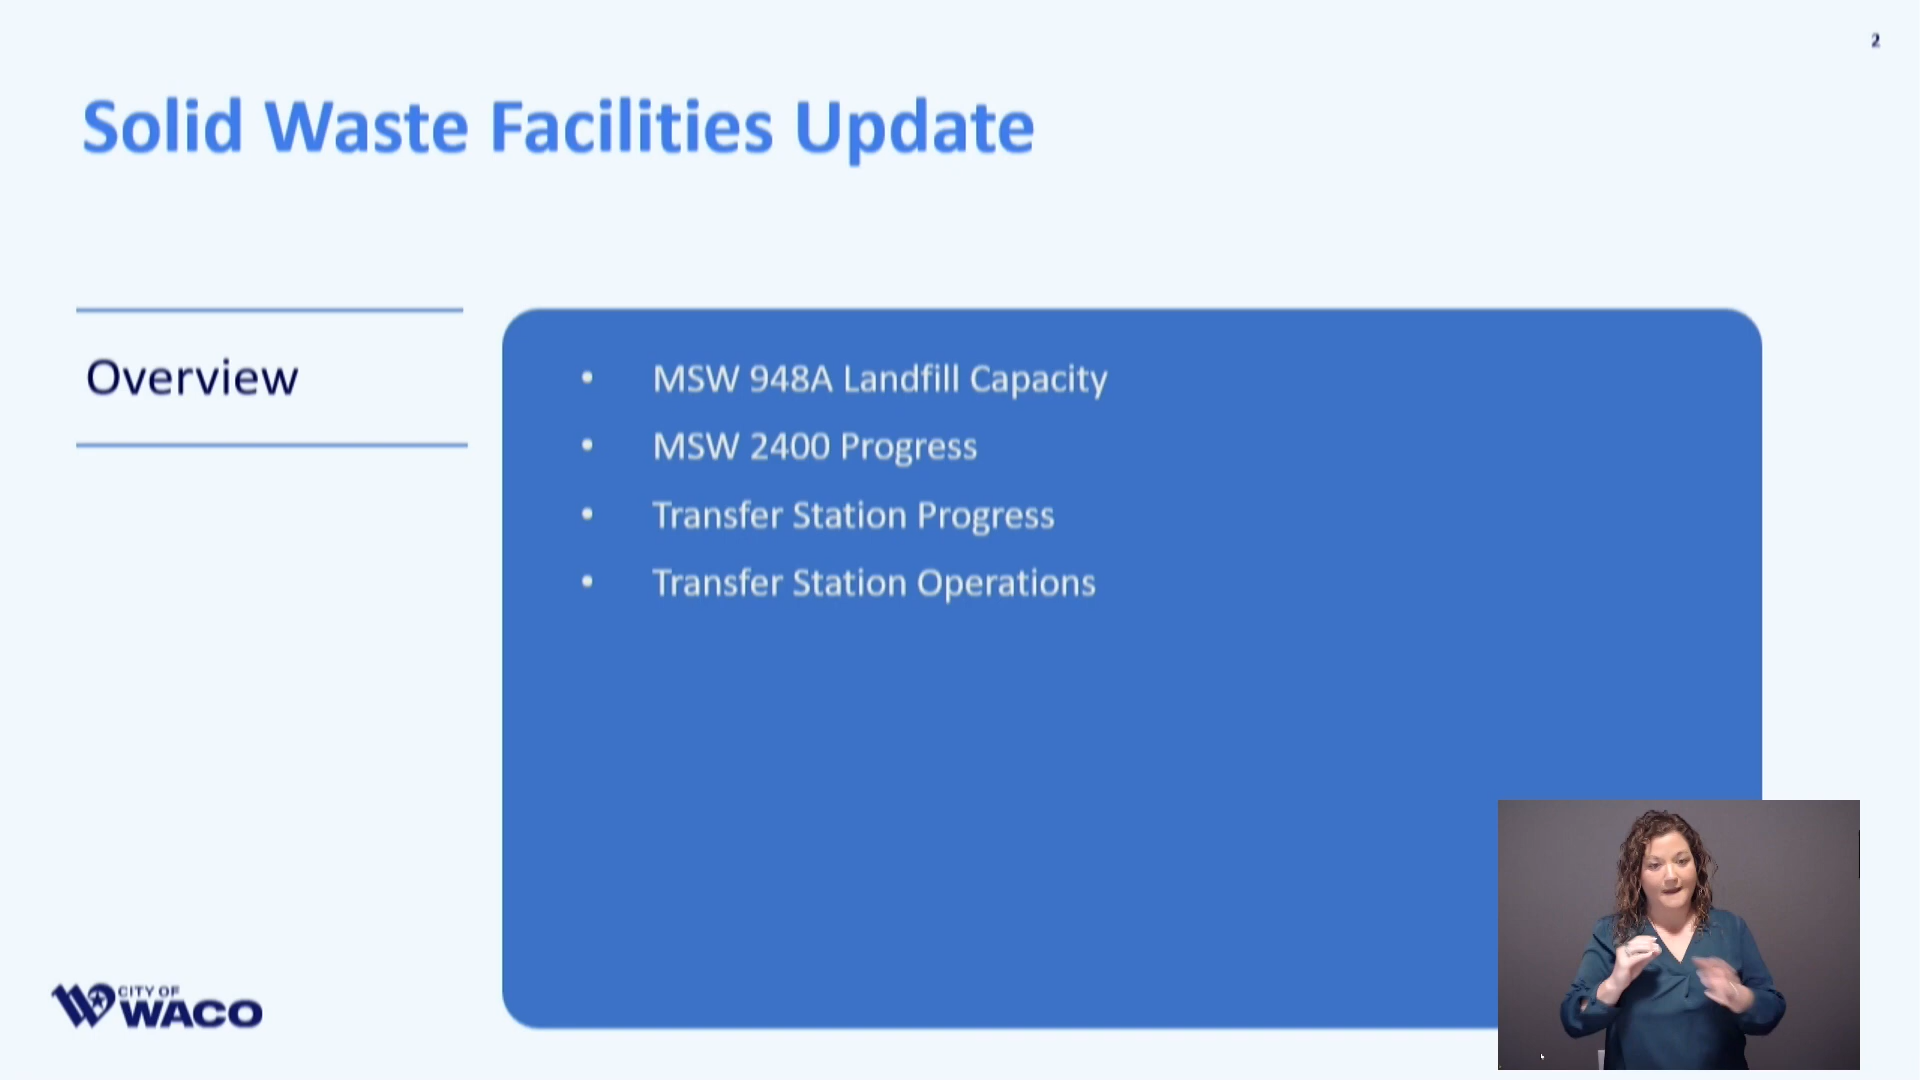 2
Solid Waste Facilities Update
Overview
• MSW 948A Landfill Capacity
• MSW 2400 Progress
• Transfer Station Progress
• Transfer Station Operations
CITY OF
WACO